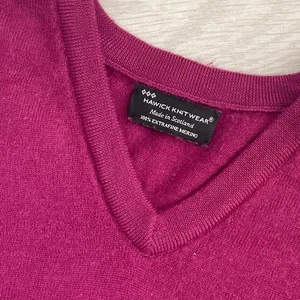 HAWICK KNITWEAR®
Made in Scotland
100% EXTRAFINE MERINO